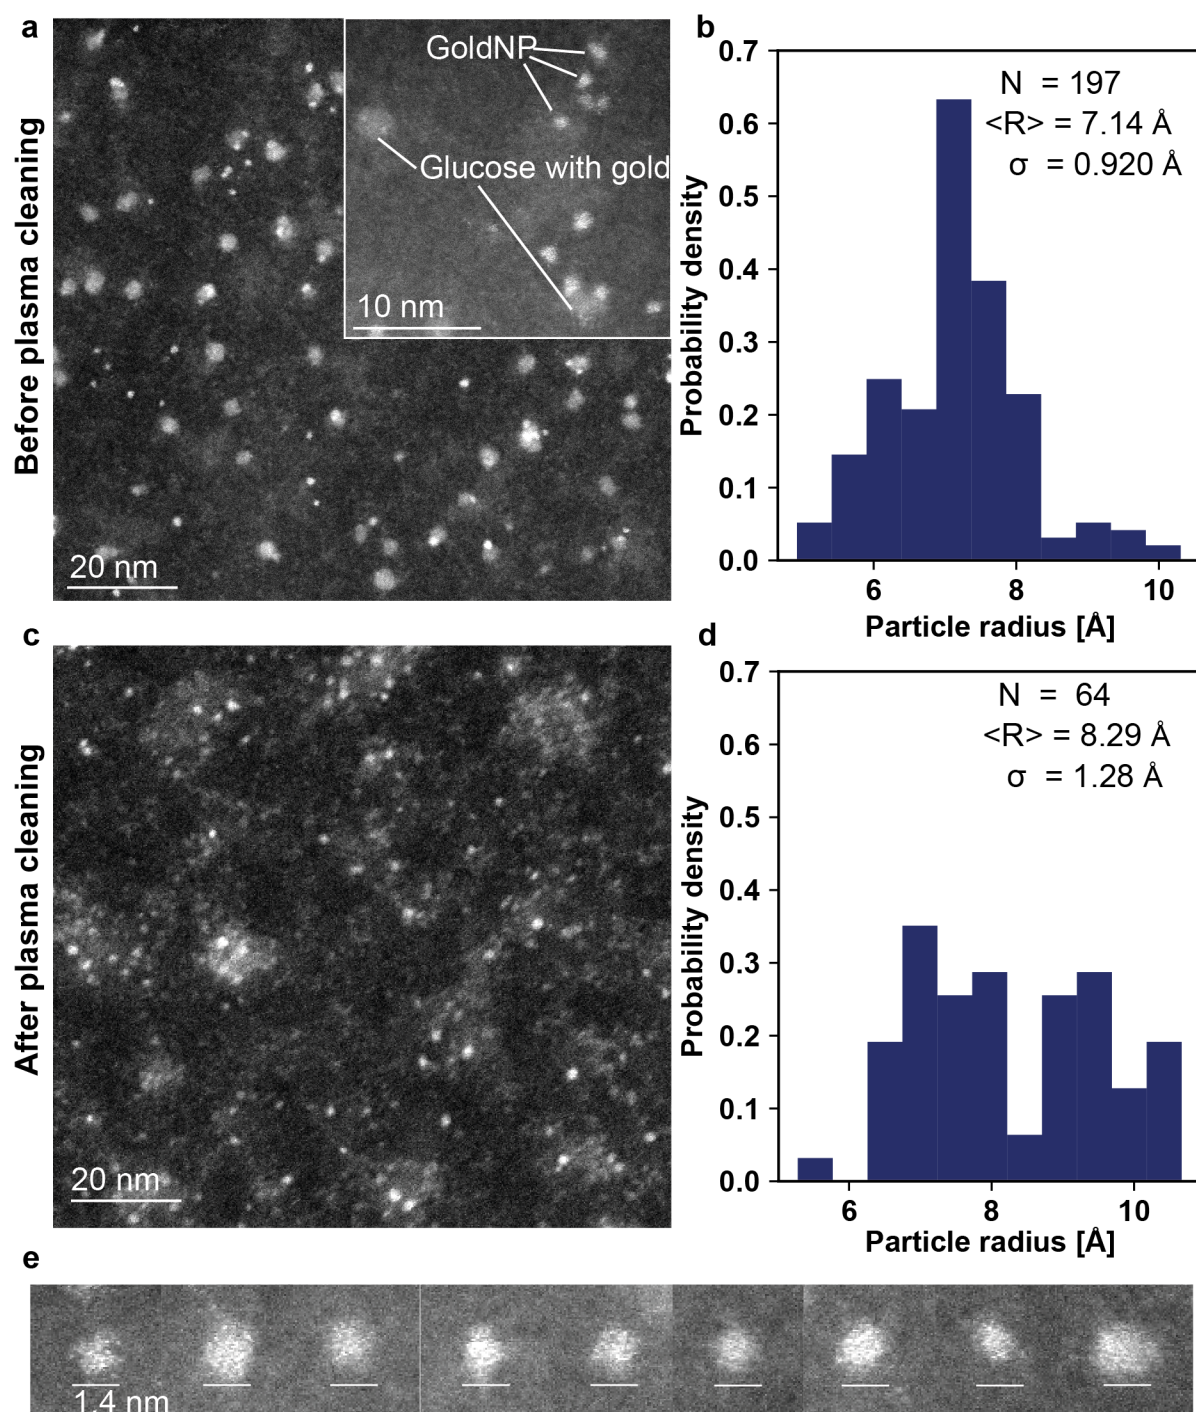 a
Before plasma cleaning
GoldNP
Glucose with gold
10 nm
20 nm
b
Probability density
0.7
0.6
0.5
0.4
0.3
0.2
0.1
0.0
N = 197
<R> = 7.14 Å
σ = 0.920 Å
6 8 10
Particle radius [Å]
c
After plasma cleaning
20 nm
d
Probability density
0.7
0.6
0.5
0.4
0.3
0.2
0.1
0.0
N = 64
<R> = 8.29 Å
σ = 1.28 Å
6 8 10
Particle radius [Å]
e
1.4 nm